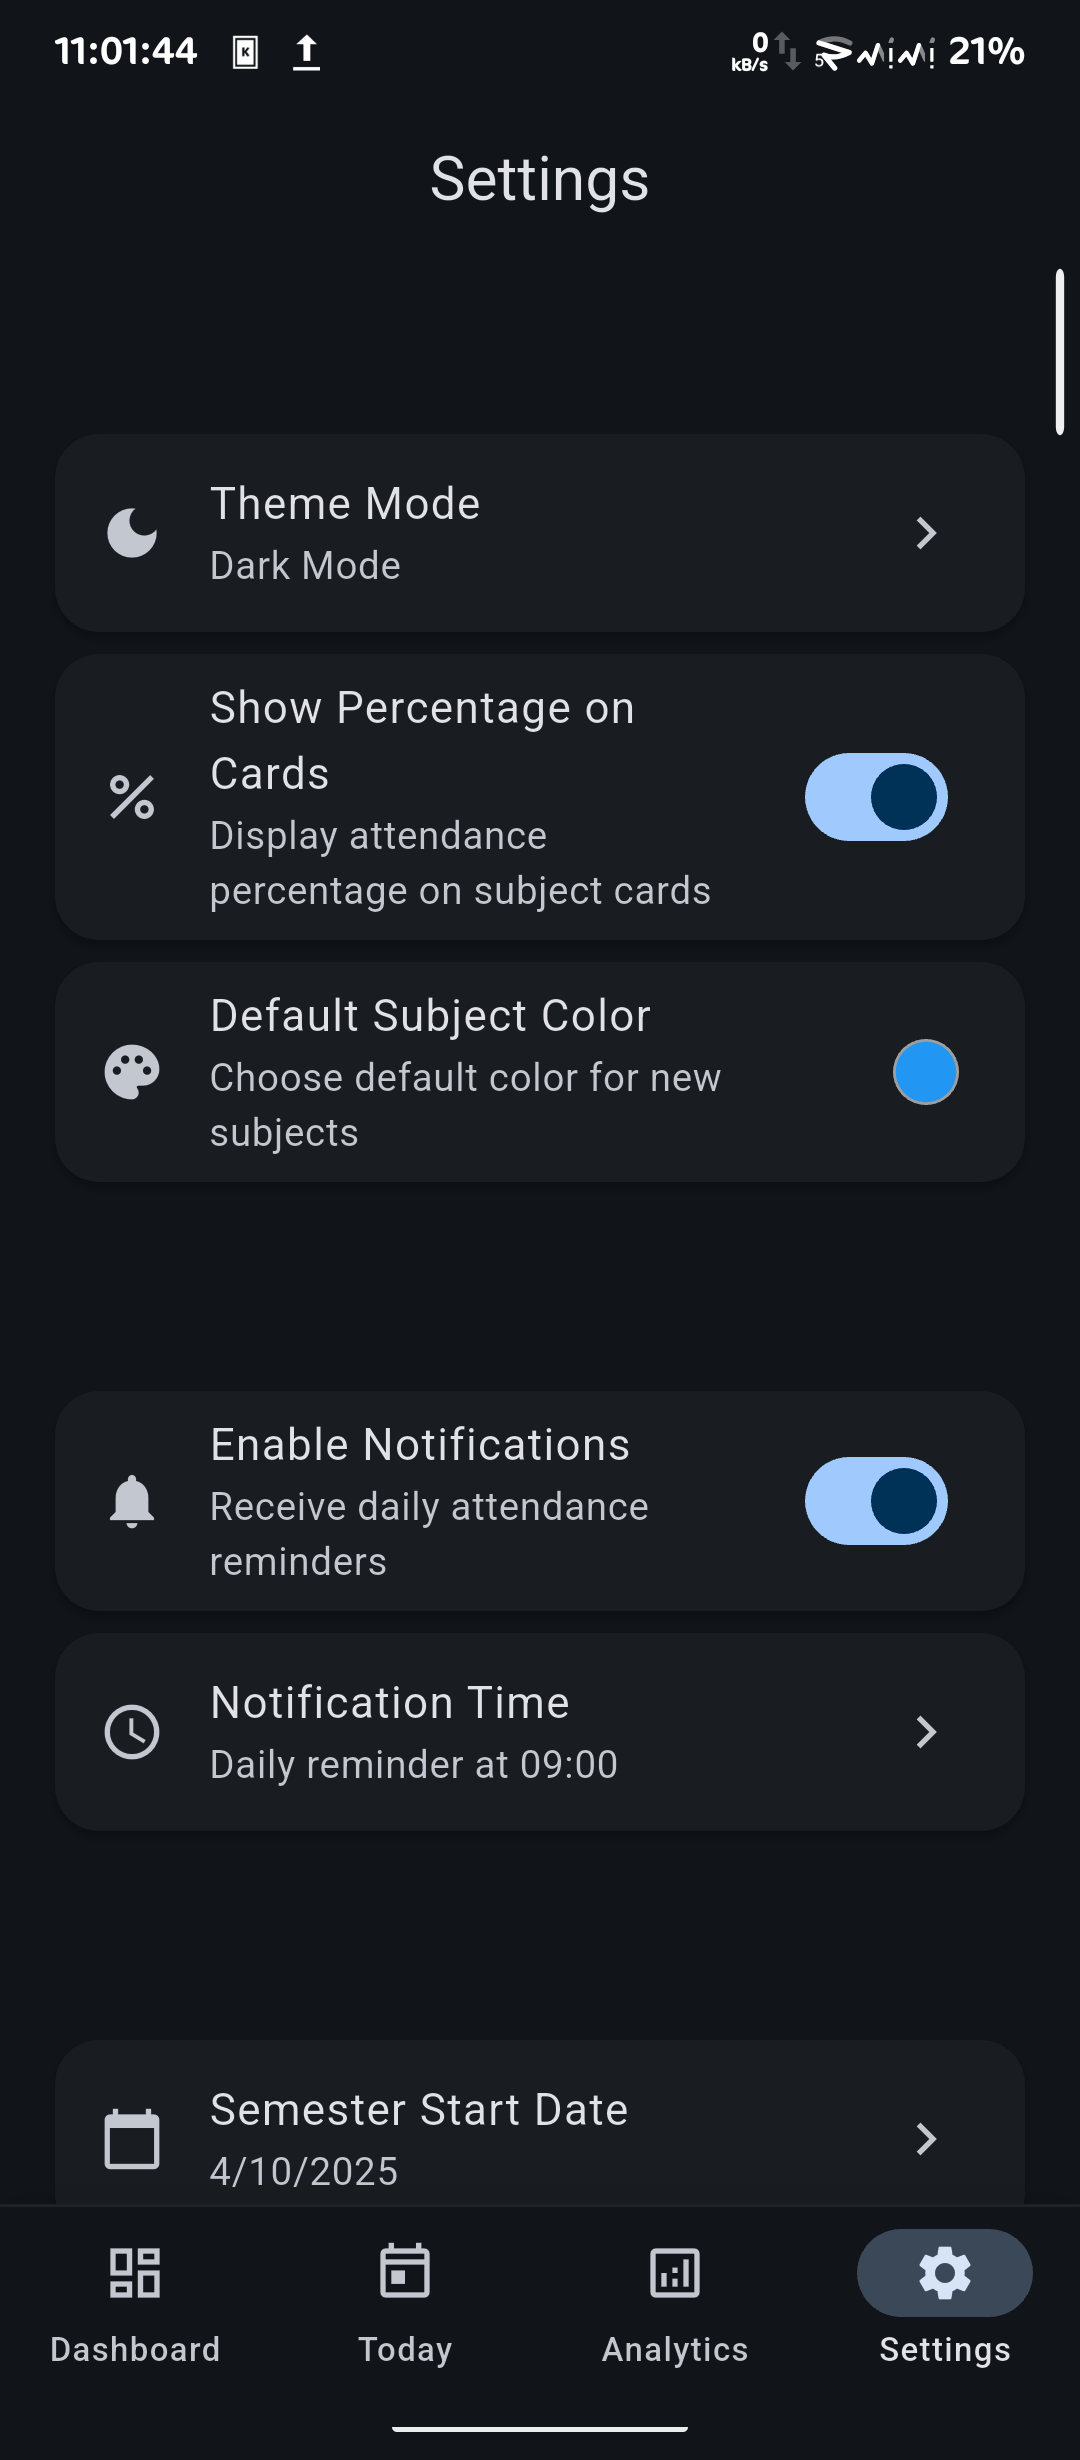 11:01:44 K 0 kB/s 5 21%
Settings
Theme Mode
Dark Mode
Show Percentage on
Cards
Display attendance
percentage on subject cards
Default Subject Color
Choose default color for new
subjects
Enable Notifications
Receive daily attendance
reminders
Notification Time
Daily reminder at 09:00
Semester Start Date
4/10/2025
Dashboard Today Analytics Settings